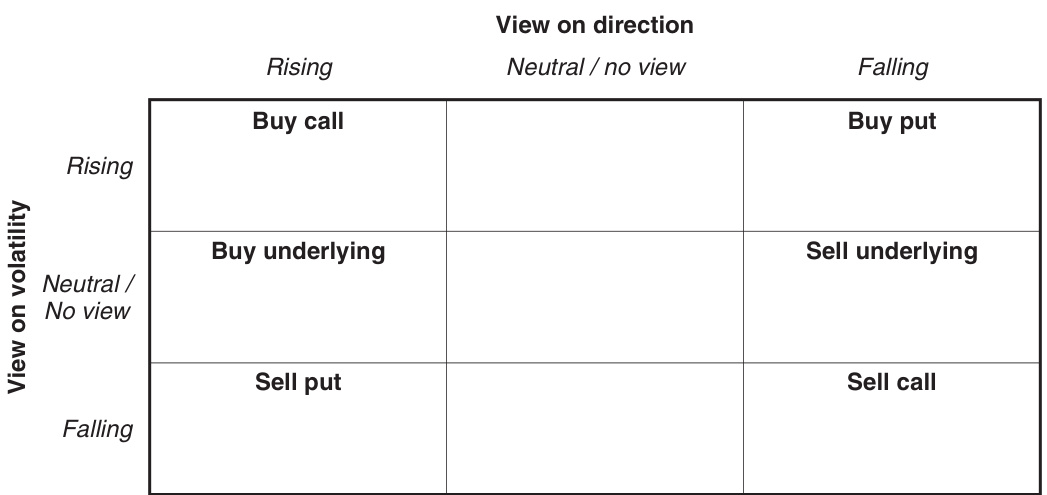 View on direction
Rising
Neutral / no view
Falling
View on volatility
Rising
Buy call
Buy put
Neutral /
No view
Buy underlying
Sell underlying
Falling
Sell put
Sell call